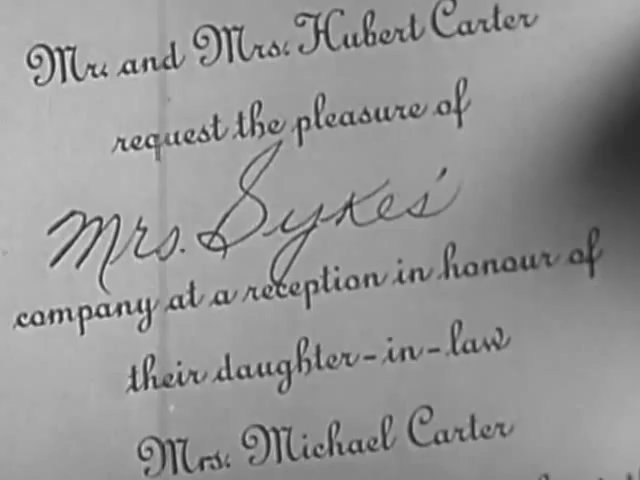 Mr. and Mrs. Hubert Carter
request the pleasure of
Mrs. Sykes'
company at a reception in honour of
their daughter-in-law
Mrs. Michael Carter